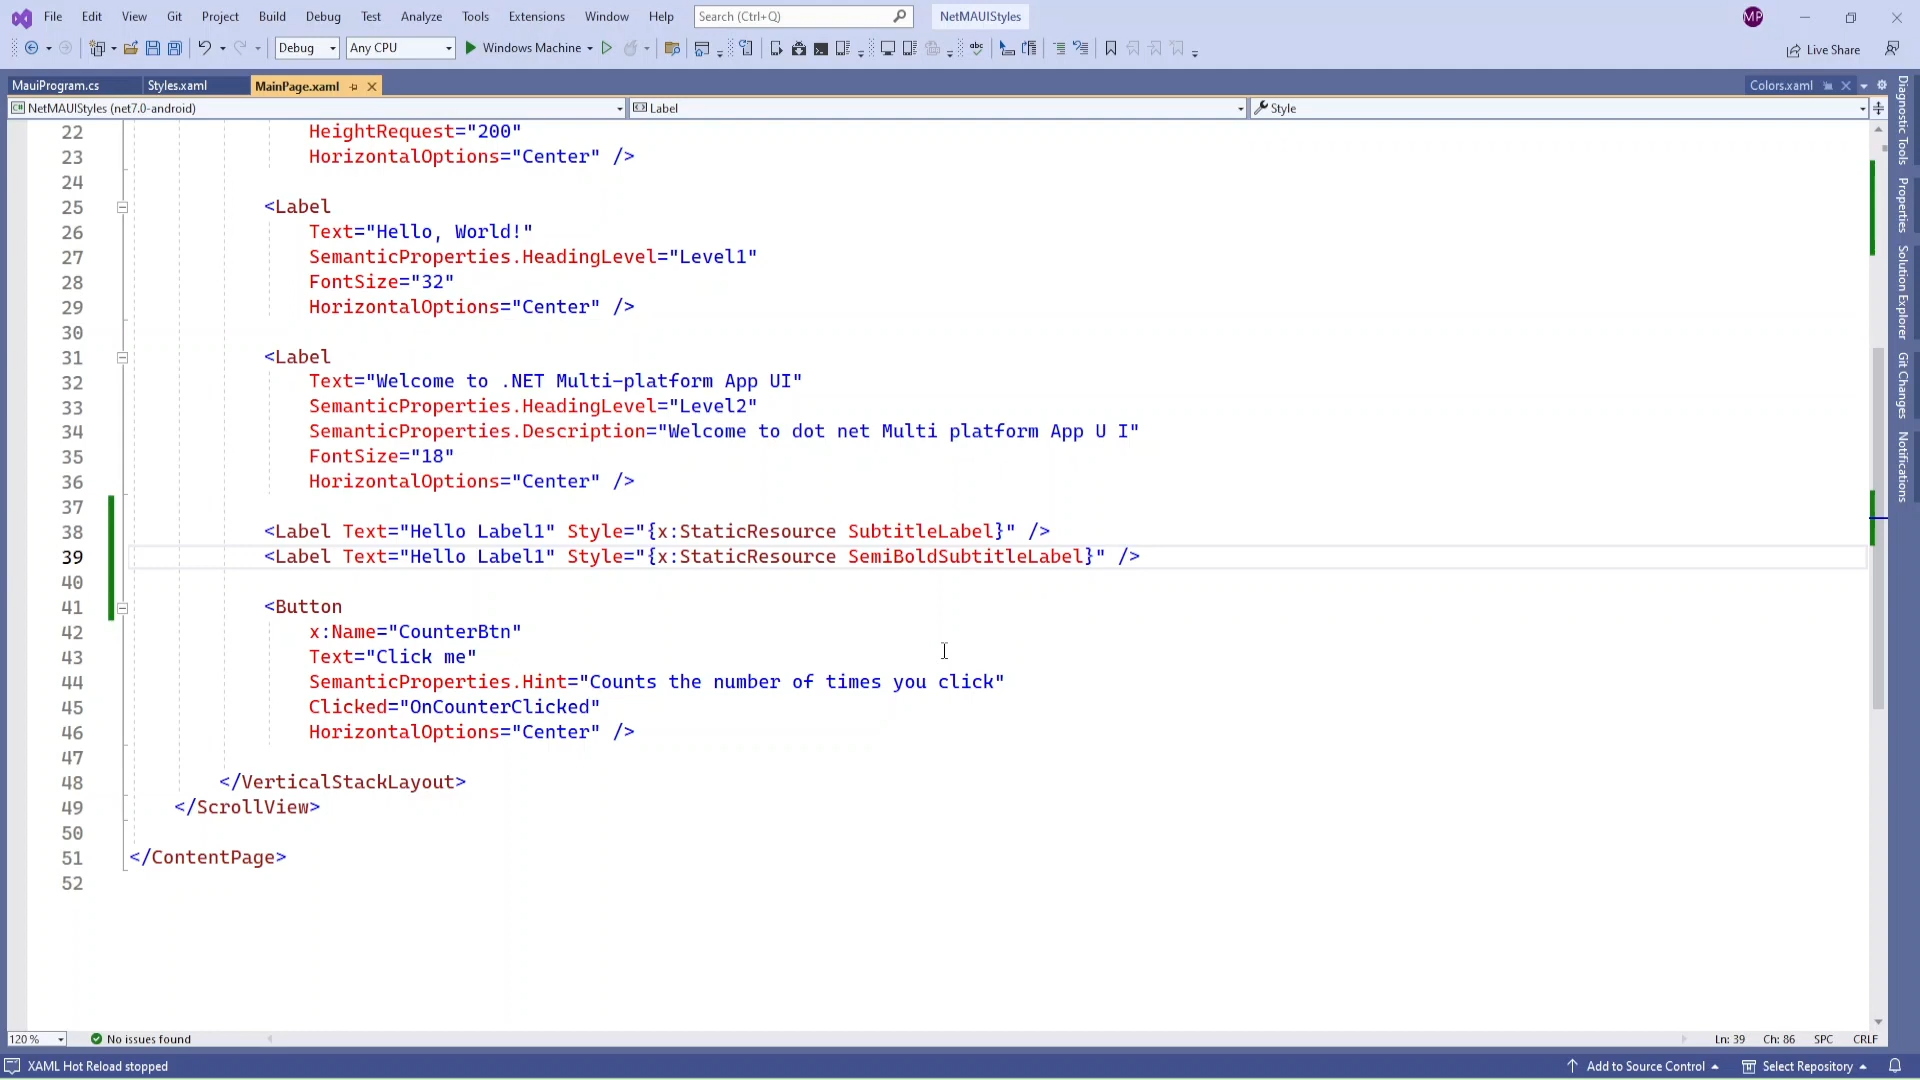 File Edit View Git Project Build Debug Test Analyze Tools Extensions Window Help Search (Ctrl+Q) NetMAUIStyles MP
Debug Any CPU Windows Machine Live Share
MauiProgram.cs Styles.xaml MainPage.xaml Colors.xaml
NetMAUIStyles (net7.0-android) Label Style
22 HeightRequest="200"
23 HorizontalOptions="Center" />
24
25 <Label
26 Text="Hello, World!"
27 SemanticProperties.HeadingLevel="Level1"
28 FontSize="32"
29 HorizontalOptions="Center" />
30
31 <Label
32 Text="Welcome to .NET Multi-platform App UI"
33 SemanticProperties.HeadingLevel="Level2"
34 SemanticProperties.Description="Welcome to dot net Multi platform App U I"
35 FontSize="18"
36 HorizontalOptions="Center" />
37
38 <Label Text="Hello Label1" Style="{x:StaticResource SubtitleLabel}" />
39 <Label Text="Hello Label1" Style="{x:StaticResource SemiBoldSubtitleLabel}" />
40
41 <Button
42 x:Name="CounterBtn"
43 Text="Click me"
44 SemanticProperties.Hint="Counts the number of times you click"
45 Clicked="OnCounterClicked"
46 HorizontalOptions="Center" />
47
48 </VerticalStackLayout>
49 </ScrollView>
50
51 </ContentPage>
52
Diagnostic Tools
Properties
Solution Explorer
Git Changes
Notifications
120 % No issues found Ln: 39 Ch: 86 SPC CRLF
XAML Hot Reload stopped Add to Source Control Select Repository